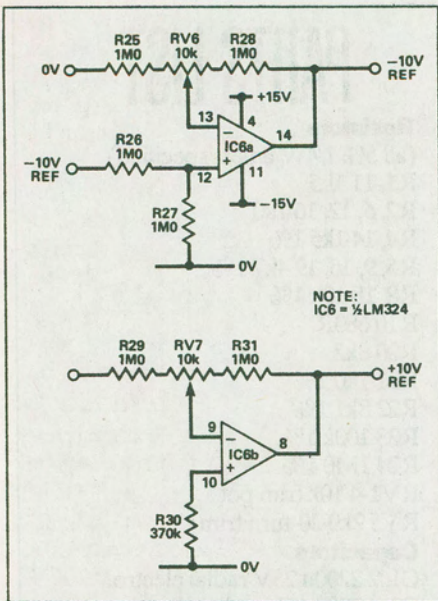 R25
1M0
RV6
10k
R28
1M0
0V
−10V
REF
+15V
13
4
14
IC6a
−10V
REF
R26
1M0
12
11
−15V
R27
1M0
0V
NOTE:
IC6 = ½LM324
R29
1M0
RV7
10k
R31
1M0
+10V
REF
9
8
IC6b
10
R30
370k
0V